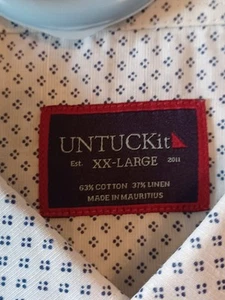 UNTUCKit
Est. XX-LARGE 2011
63% COTTON 37% LINEN
MADE IN MAURITIUS